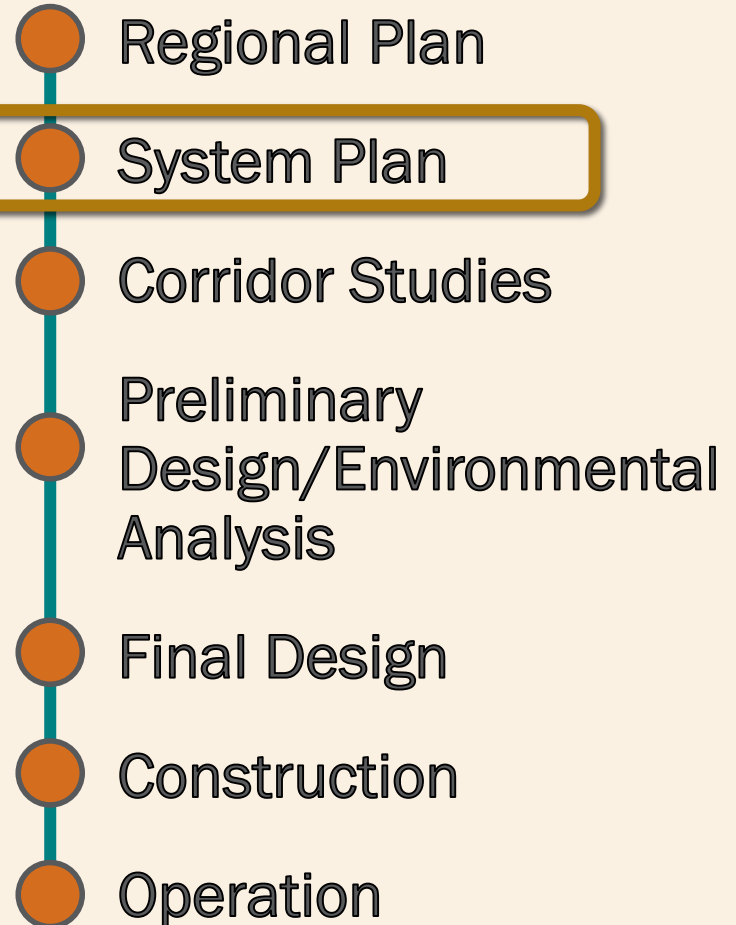 Regional Plan
System Plan
Corridor Studies
Preliminary
Design/Environmental
Analysis
Final Design
Construction
Operation